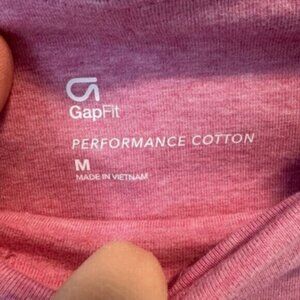 GapFit
PERFORMANCE COTTON
M
MADE IN VIETNAM